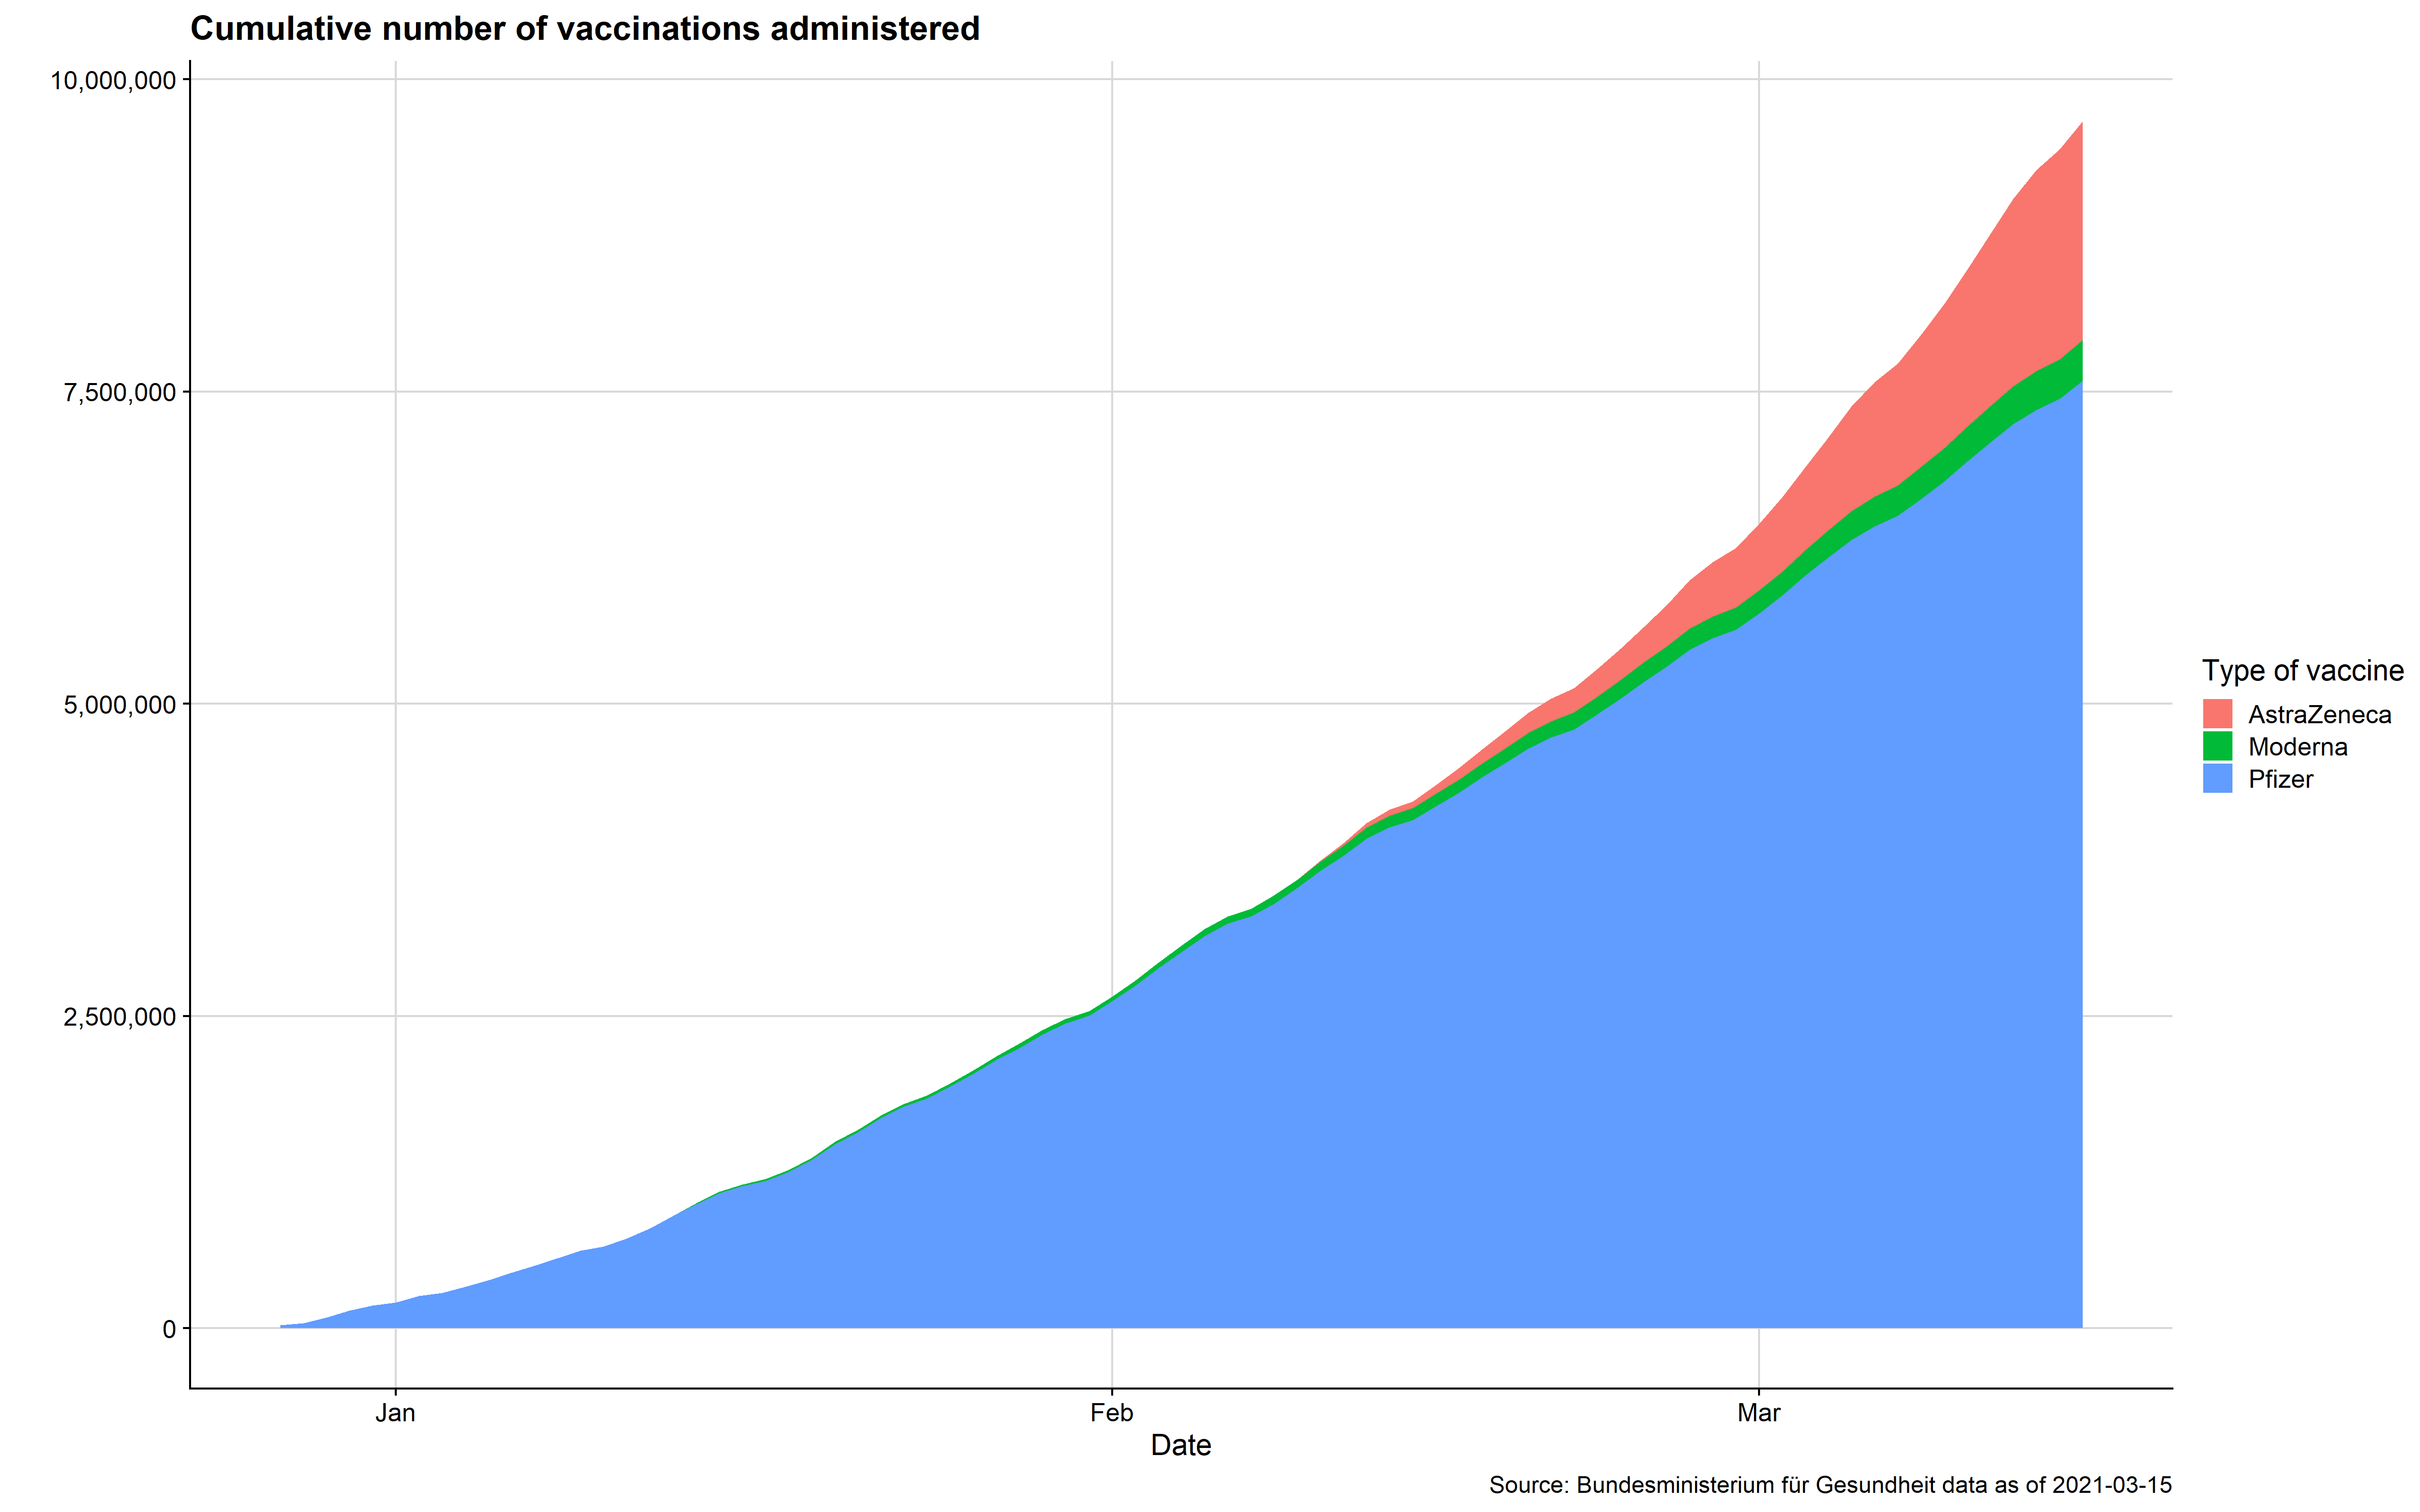 Cumulative number of vaccinations administered
10,000,000
7,500,000
5,000,000
2,500,000
0
Jan
Feb
Mar
Date
Type of vaccine
AstraZeneca
Moderna
Pfizer
Source: Bundesministerium für Gesundheit data as of 2021-03-15